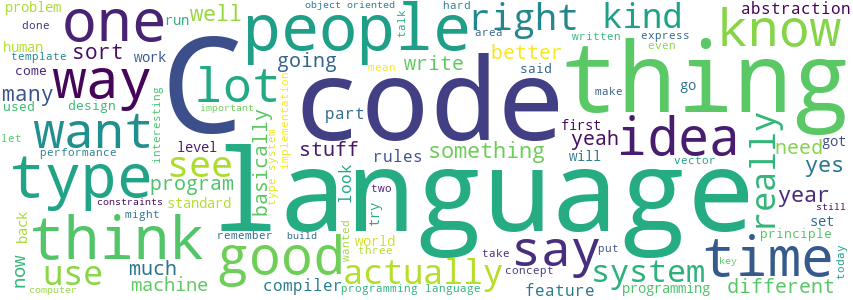 problem
done
run
well
object oriented
talk
hard
right
kind
abstraction
one
people
area
written
express
even
know
human
template
sort
work
going
write
better
said
C
code
thing
come
way
lot
many
used
design
interesting
important
mean
implementation
part
make
go
idea
first
yeah
want
let
performance
level
stuff
rules
something
will
vector
really
need
got
yes
type
see
program
basically
type system
look
try
two
language
year
still
constraints
standard
might
set
principle
think
back
remember
build
wanted
world
three
take
say
put
time
key
today
now
use
much
machine
good
actually
concept
system
different
computer
compiler
programming language
feature
programming